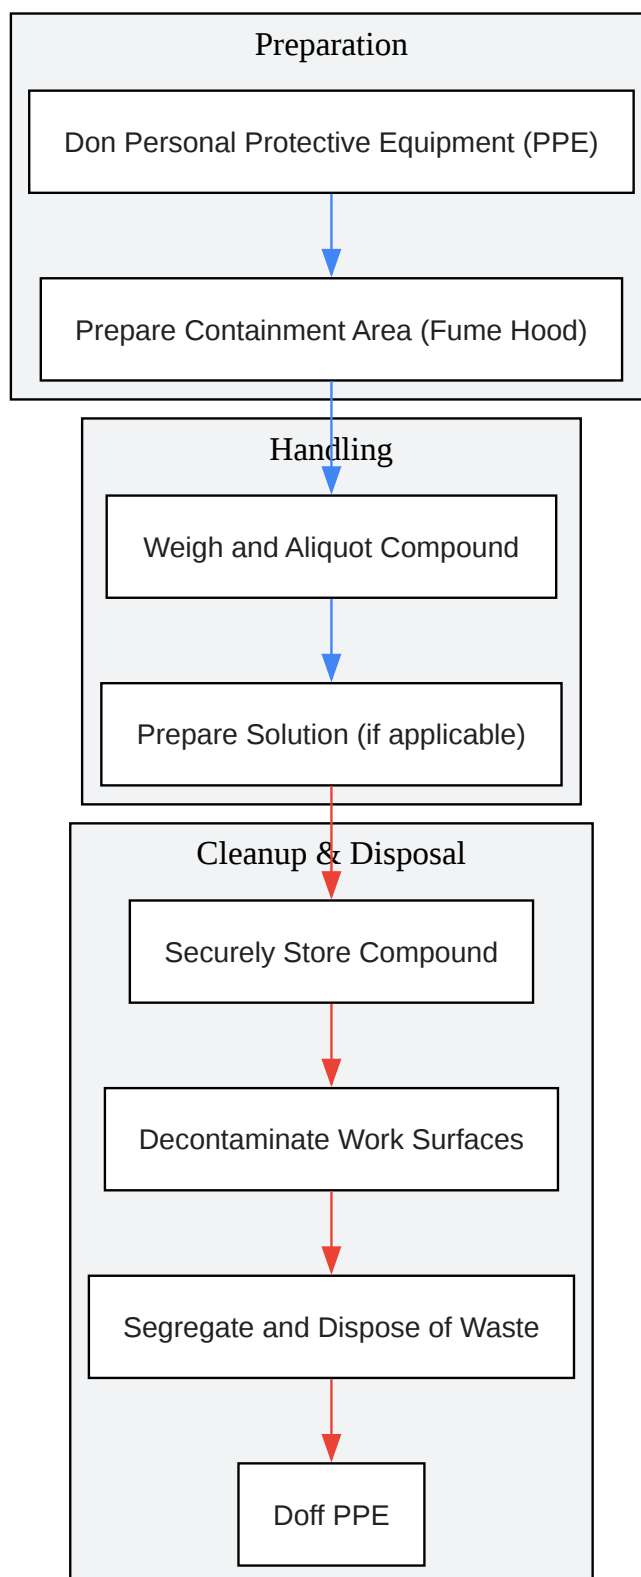 Preparation
Don Personal Protective Equipment (PPE)
Prepare Containment Area (Fume Hood)
Handling
Weigh and Aliquot Compound
Prepare Solution (if applicable)
Cleanup & Disposal
Securely Store Compound
Decontaminate Work Surfaces
Segregate and Dispose of Waste
Doff PPE